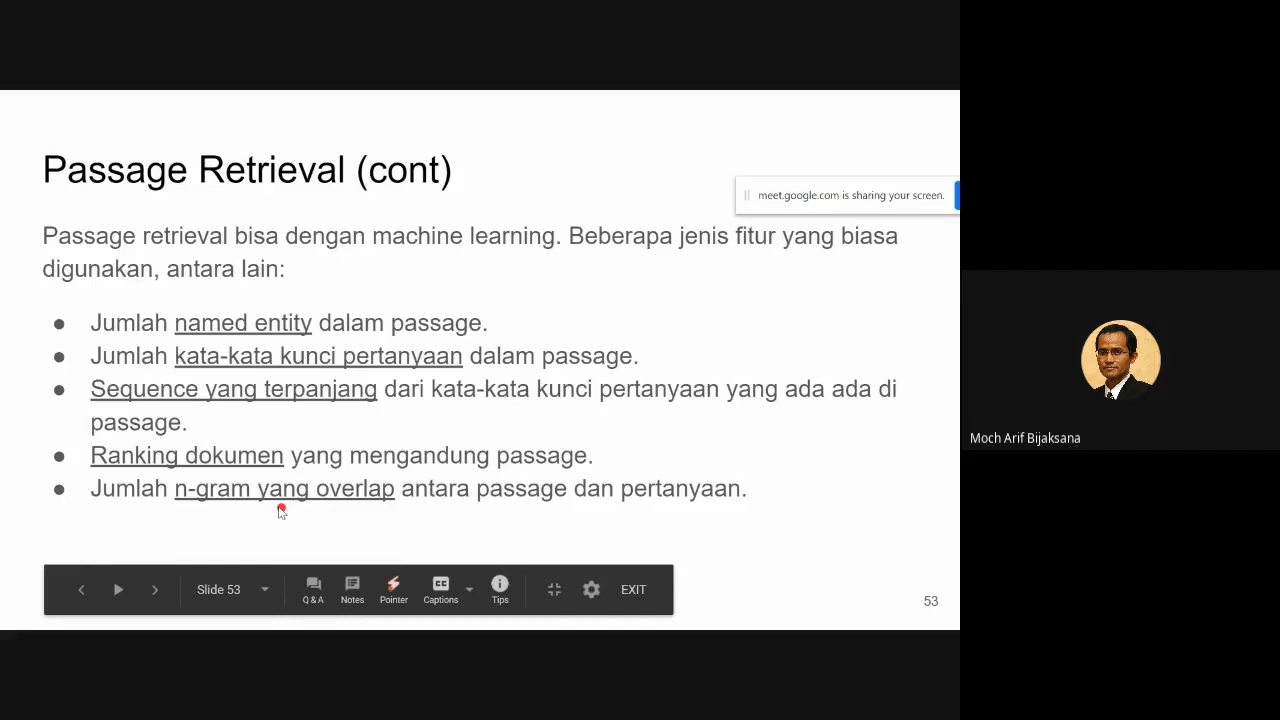 Passage Retrieval (cont)
meet.google.com is sharing your screen.
Passage retrieval bisa dengan machine learning. Beberapa jenis fitur yang biasa
digunakan, antara lain:
● Jumlah named entity dalam passage.
● Jumlah kata-kata kunci pertanyaan dalam passage.
● Sequence yang terpanjang dari kata-kata kunci pertanyaan yang ada ada di
passage.
● Ranking dokumen yang mengandung passage.
● Jumlah n-gram yang overlap antara passage dan pertanyaan.
Moch Arif Bijaksana
Slide 53
Q & A
Notes
Pointer
CC
Captions
Tips
EXIT
53